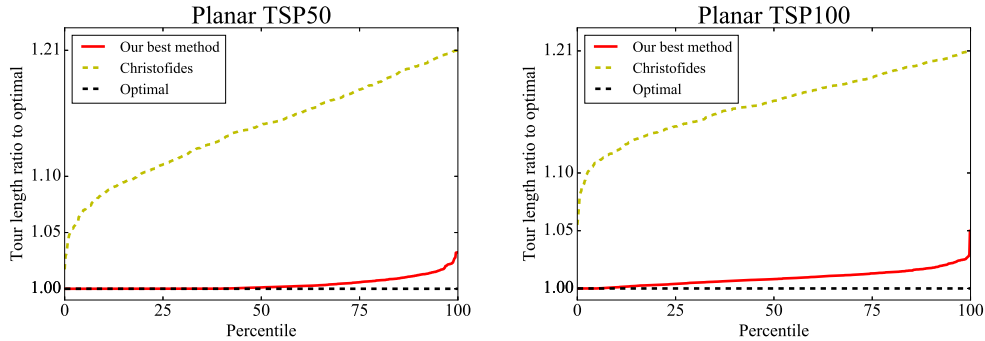 Planar TSP50
Tour length ratio to optimal
1.21
1.10
1.05
1.00
Our best method
Christofides
Optimal
0
25
50
75
100
Percentile
Planar TSP100
Tour length ratio to optimal
1.21
1.10
1.05
1.00
Our best method
Christofides
Optimal
0
25
50
75
100
Percentile